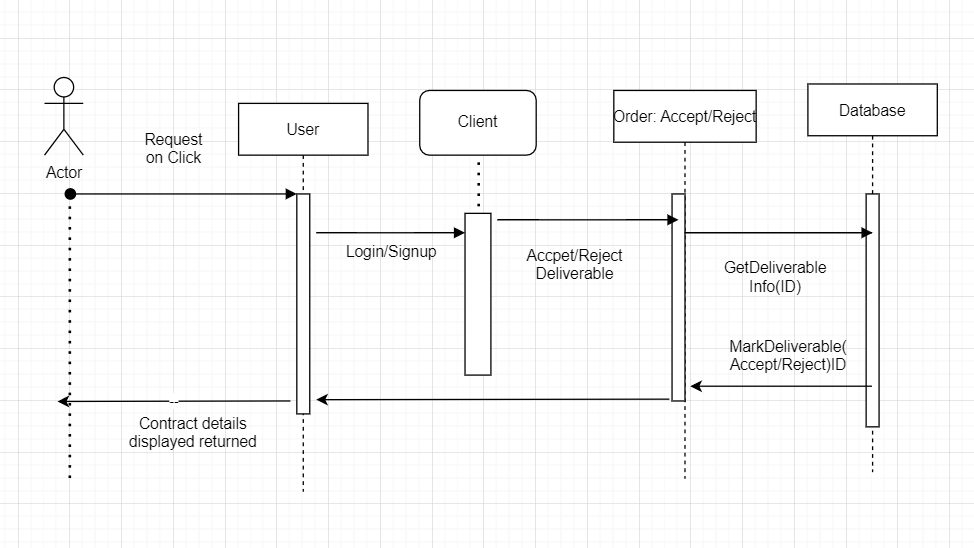 Actor
Request
on Click
User
Client
Order: Accept/Reject
Database
Login/Signup
Accpet/Reject
Deliverable
GetDeliverable
Info(ID)
MarkDeliverable(
Accept/Reject)ID
Contract details
displayed returned